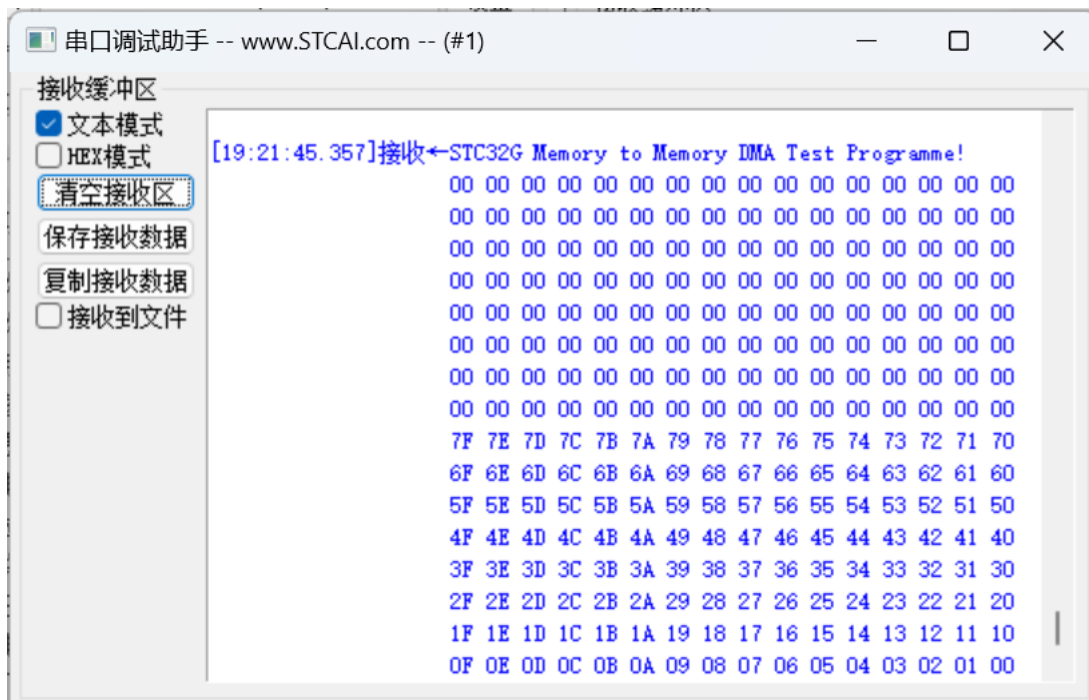 串口调试助手 -- www.STCAI.com -- (#1)
接收缓冲区
文本模式
HEX模式
清空接收区
保存接收数据
复制接收数据
接收到文件
[19:21:45.357]接收←STC32G Memory to Memory DMA Test Programme!
00 00 00 00 00 00 00 00 00 00 00 00 00 00 00 00
00 00 00 00 00 00 00 00 00 00 00 00 00 00 00 00
00 00 00 00 00 00 00 00 00 00 00 00 00 00 00 00
00 00 00 00 00 00 00 00 00 00 00 00 00 00 00 00
00 00 00 00 00 00 00 00 00 00 00 00 00 00 00 00
00 00 00 00 00 00 00 00 00 00 00 00 00 00 00 00
00 00 00 00 00 00 00 00 00 00 00 00 00 00 00 00
00 00 00 00 00 00 00 00 00 00 00 00 00 00 00 00
7F 7E 7D 7C 7B 7A 79 78 77 76 75 74 73 72 71 70
6F 6E 6D 6C 6B 6A 69 68 67 66 65 64 63 62 61 60
5F 5E 5D 5C 5B 5A 59 58 57 56 55 54 53 52 51 50
4F 4E 4D 4C 4B 4A 49 48 47 46 45 44 43 42 41 40
3F 3E 3D 3C 3B 3A 39 38 37 36 35 34 33 32 31 30
2F 2E 2D 2C 2B 2A 29 28 27 26 25 24 23 22 21 20
1F 1E 1D 1C 1B 1A 19 18 17 16 15 14 13 12 11 10
0F 0E 0D 0C 0B 0A 09 08 07 06 05 04 03 02 01 00